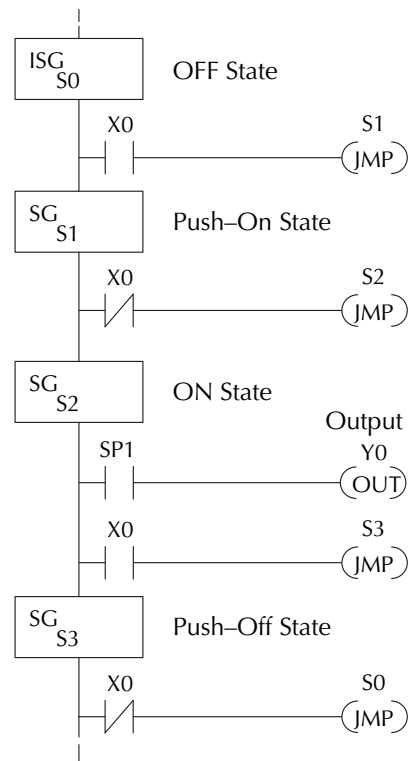 ISG
S0
OFF State
X0
S1
JMP
SG
S1
Push–On State
X0
S2
JMP
SG
S2
ON State
Output
SP1
Y0
OUT
X0
S3
JMP
SG
S3
Push–Off State
X0
S0
JMP